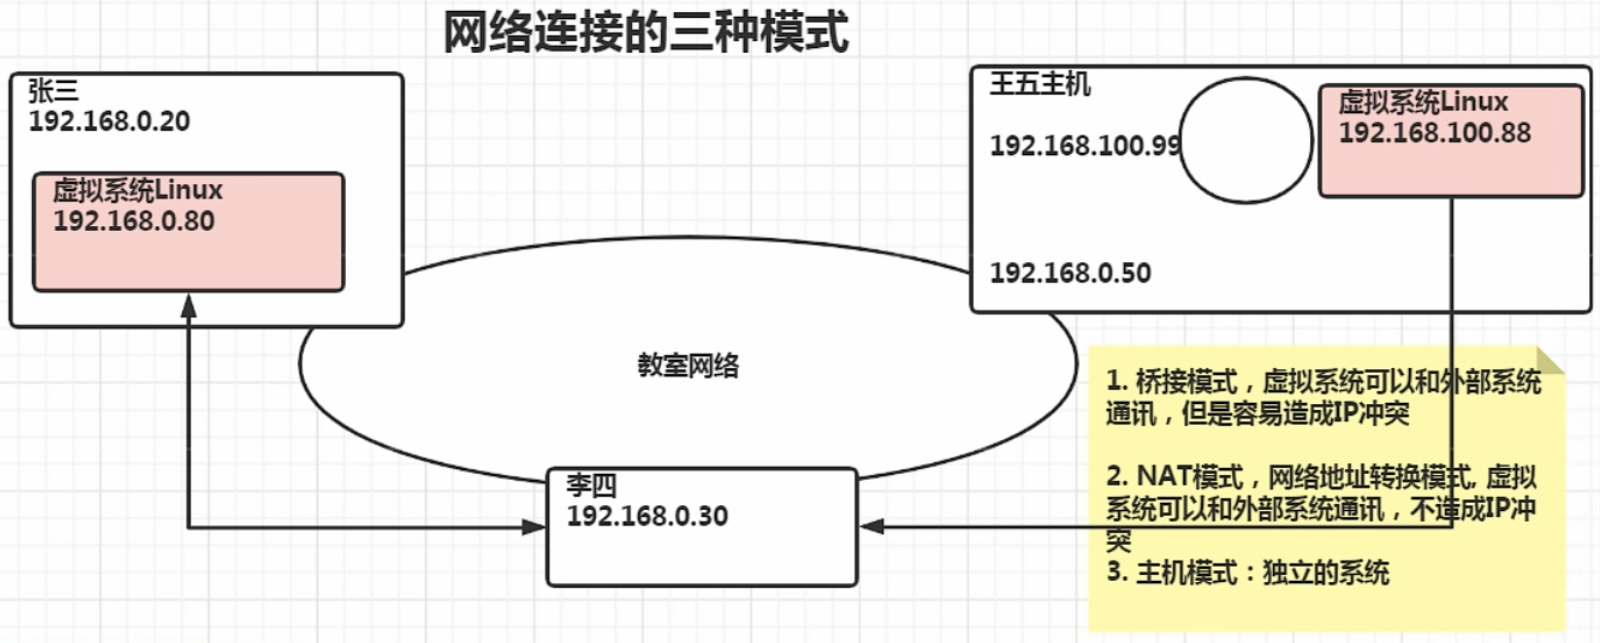 网络连接的三种模式
张三
192.168.0.20
虚拟系统Linux
192.168.0.80
王五主机
192.168.100.99
虚拟系统Linux
192.168.100.88
192.168.0.50
教室网络
李四
192.168.0.30
1. 桥接模式，虚拟系统可以和外部系统
通讯，但是容易造成IP冲突
2. NAT模式，网络地址转换模式, 虚拟
系统可以和外部系统通讯，不造成IP冲
突
3. 主机模式：独立的系统